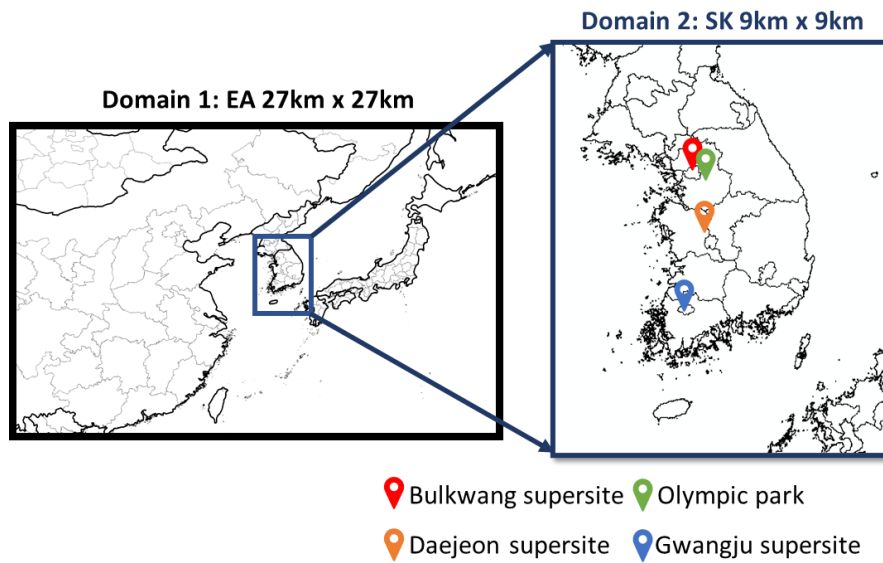 Domain 2: SK 9km x 9km
Domain 1: EA 27km x 27km
Bulkwang supersite
Olympic park
Daejeon supersite
Gwangju supersite